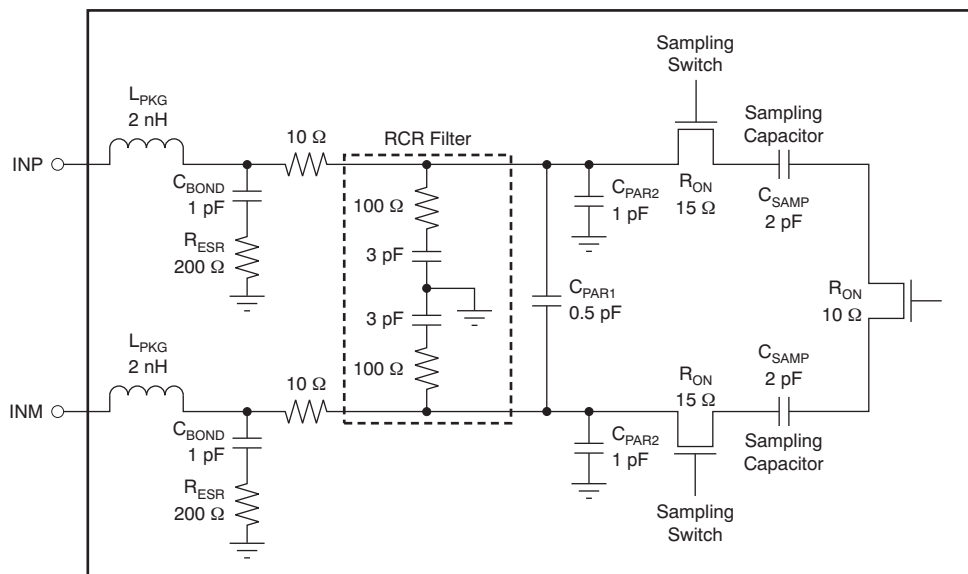 Sampling
Switch
L_PKG
2 nH
Sampling
Capacitor
10 Ω
RCR Filter
INP
C_BOND
1 pF
100 Ω
C_PAR2
1 pF
R_ON
15 Ω
C_SAMP
2 pF
R_ESR
200 Ω
3 pF
C_PAR1
0.5 pF
R_ON
10 Ω
3 pF
L_PKG
2 nH
100 Ω
C_SAMP
2 pF
10 Ω
R_ON
15 Ω
INM
C_BOND
1 pF
C_PAR2
1 pF
Sampling
Capacitor
R_ESR
200 Ω
Sampling
Switch